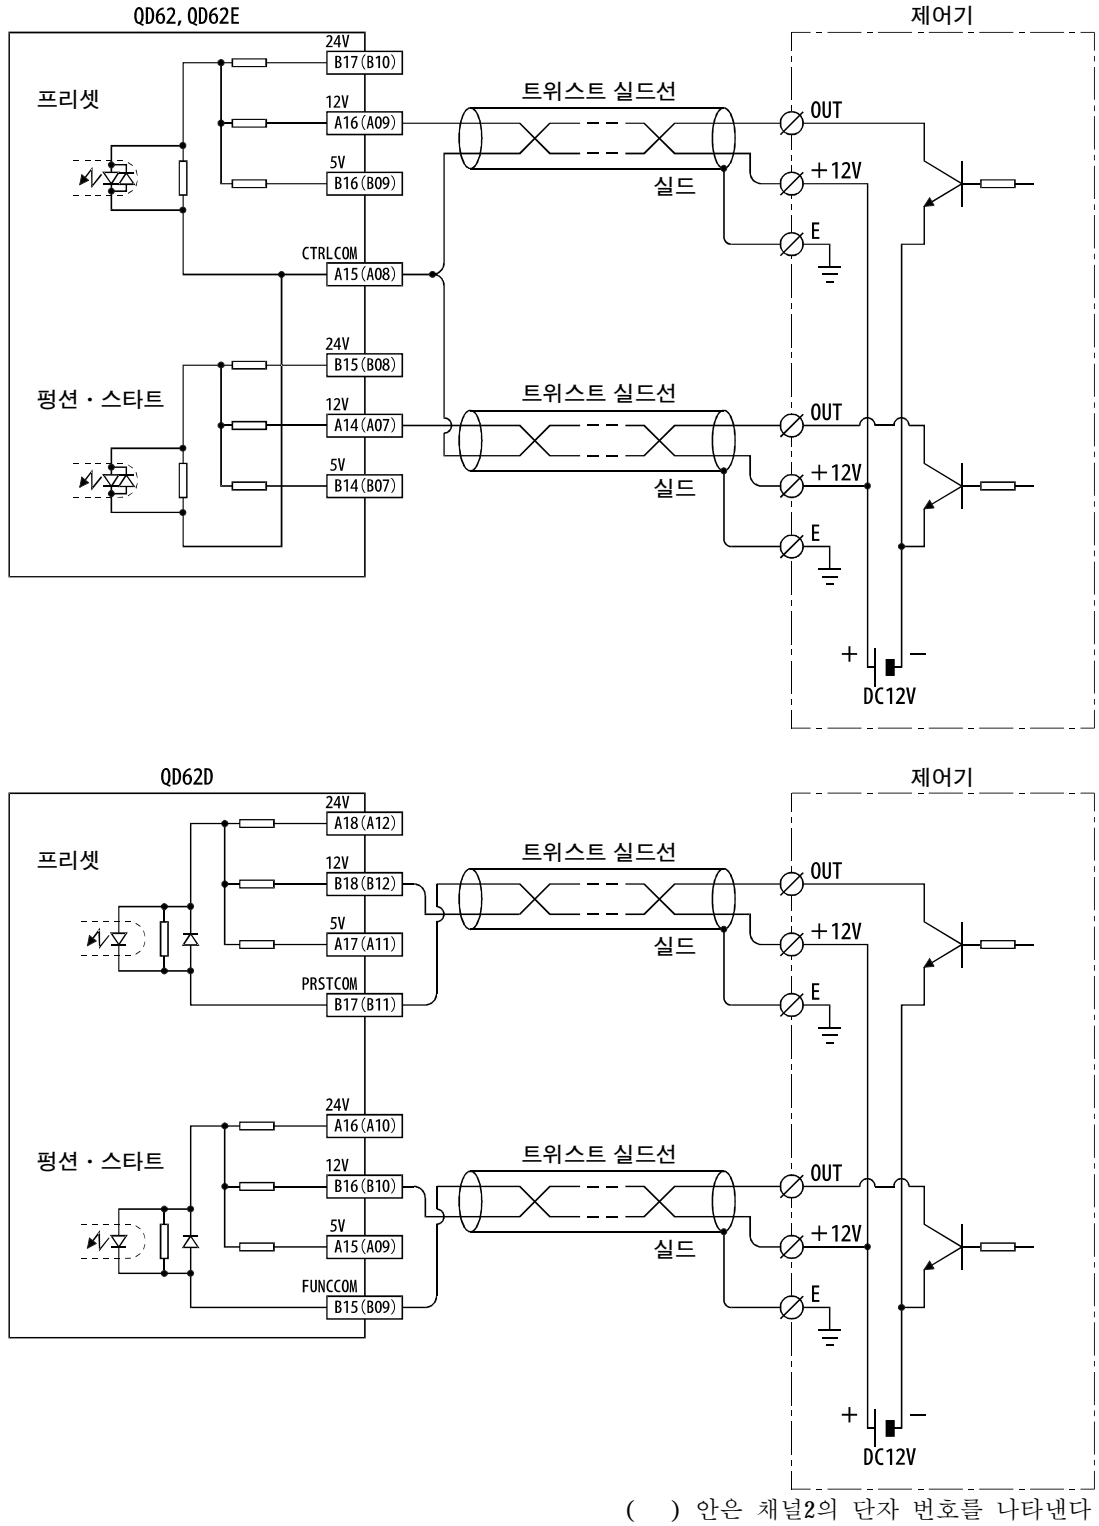 QD62, QD62E
제어기
24V
B17(B10)
프리셋
12V
A16(A09)
트위스트 실드선
OUT
5V
B16(B09)
실드
+12V
E
CTRLCOM
A15(A08)
24V
B15(B08)
펑션·스타트
12V
A14(A07)
트위스트 실드선
OUT
5V
B14(B07)
실드
+12V
E
+ −
DC12V
QD62D
제어기
24V
A18(A12)
프리셋
12V
B18(B12)
트위스트 실드선
OUT
5V
A17(A11)
실드
+12V
PRSTCOM
B17(B11)
E
24V
A16(A10)
펑션·스타트
12V
B16(B10)
트위스트 실드선
OUT
5V
A15(A09)
실드
+12V
FUNCCOM
B15(B09)
E
+ −
DC12V
( ) 안은 채널2의 단자 번호를 나타낸다